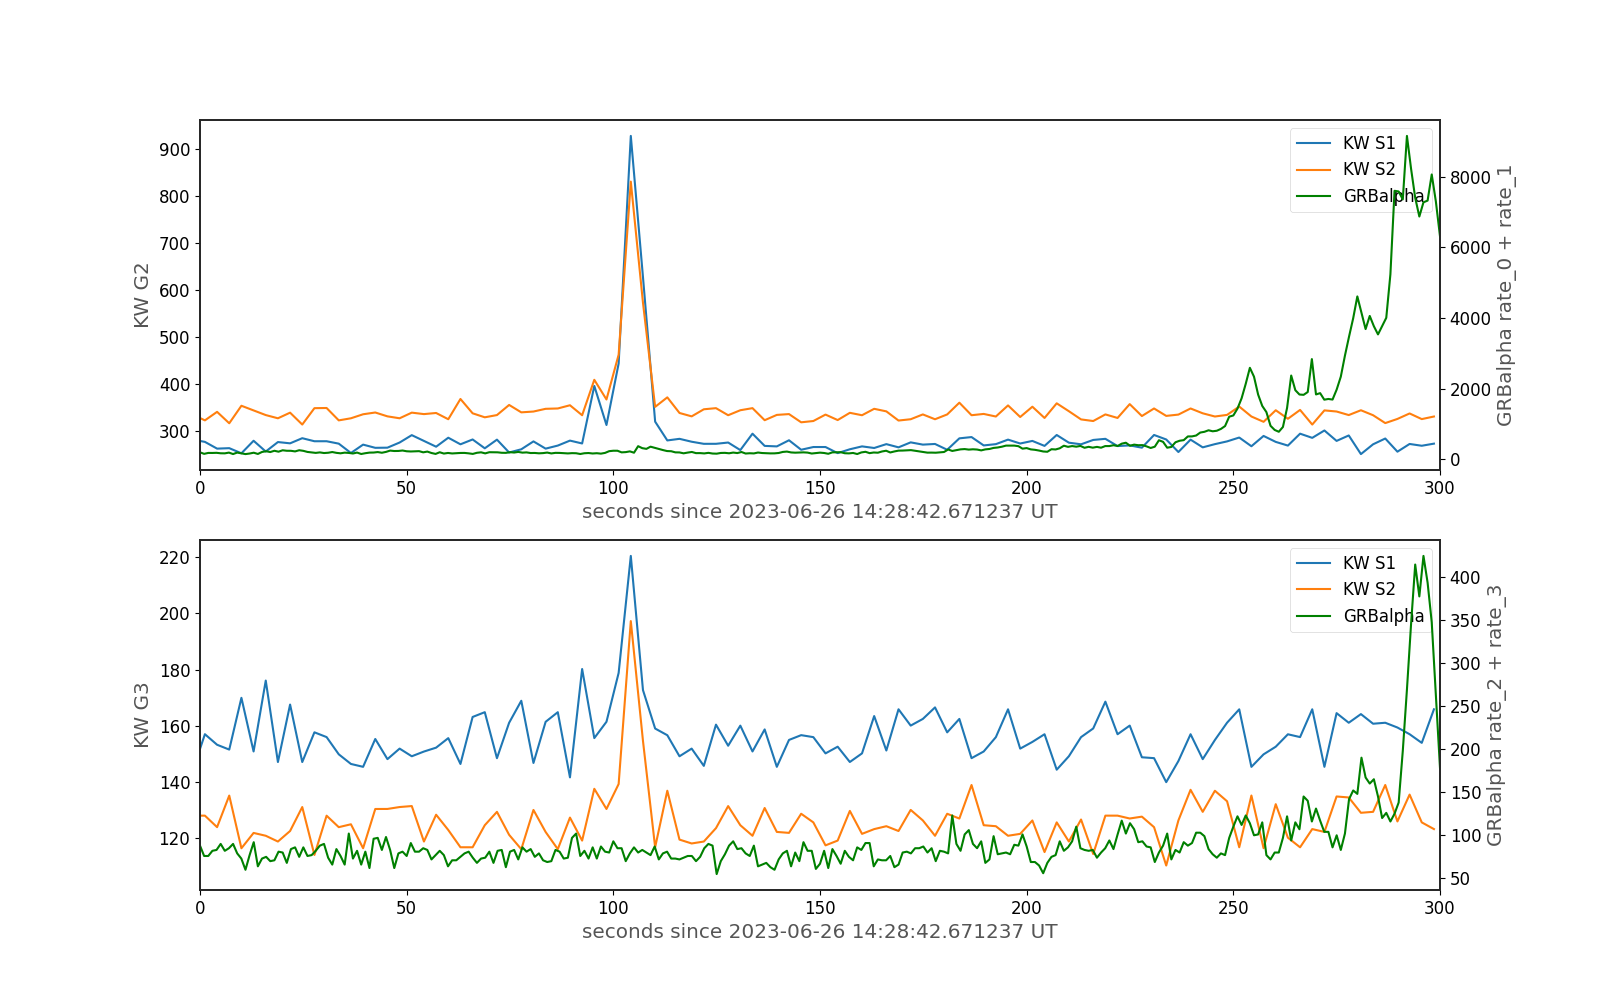 KW S1
KW S2
GRBalpha
900
800
700
600
500
400
300
8000
6000
4000
2000
0
KW G2
GRBalpha rate_0 + rate_1
0 50 100 150 200 250 300
seconds since 2023-06-26 14:28:42.671237 UT
KW S1
KW S2
GRBalpha
220
200
180
160
140
120
400
350
300
250
200
150
100
50
KW G3
GRBalpha rate_2 + rate_3
0 50 100 150 200 250 300
seconds since 2023-06-26 14:28:42.671237 UT